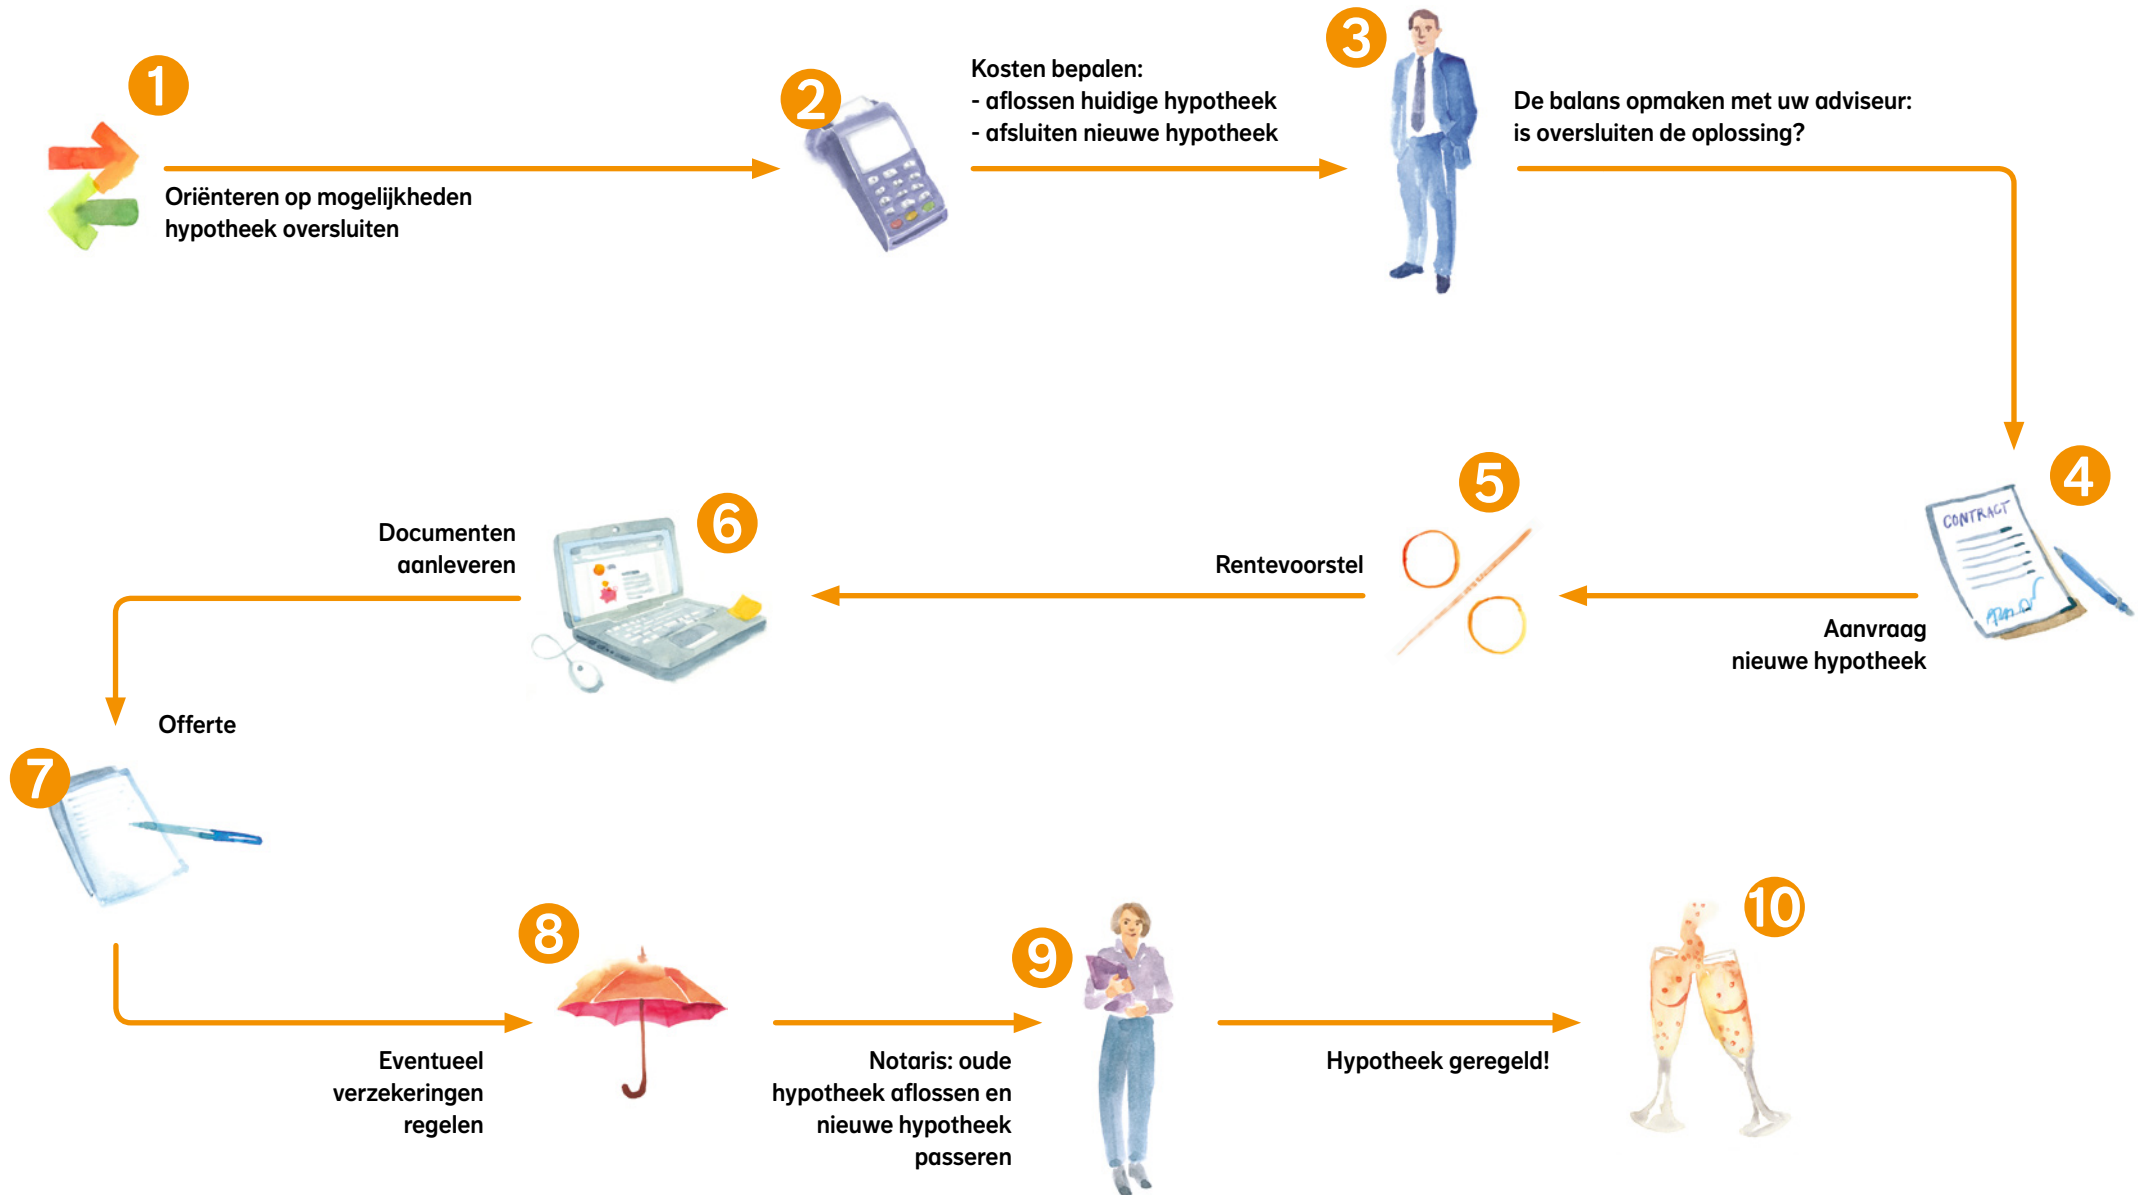 1
Oriënteren op mogelijkheden
hypotheek oversluiten
2
Kosten bepalen:
- aflossen huidige hypotheek
- afsluiten nieuwe hypotheek
3
De balans opmaken met uw adviseur:
is oversluiten de oplossing?
4
CONTRACT
Aanvraag
nieuwe hypotheek
5
Rentevoorstel
6
Documenten
aanleveren
7
Offerte
8
Eventueel
verzekeringen
regelen
9
Notaris: oude
hypotheek aflossen en
nieuwe hypotheek
passeren
10
Hypotheek geregeld!